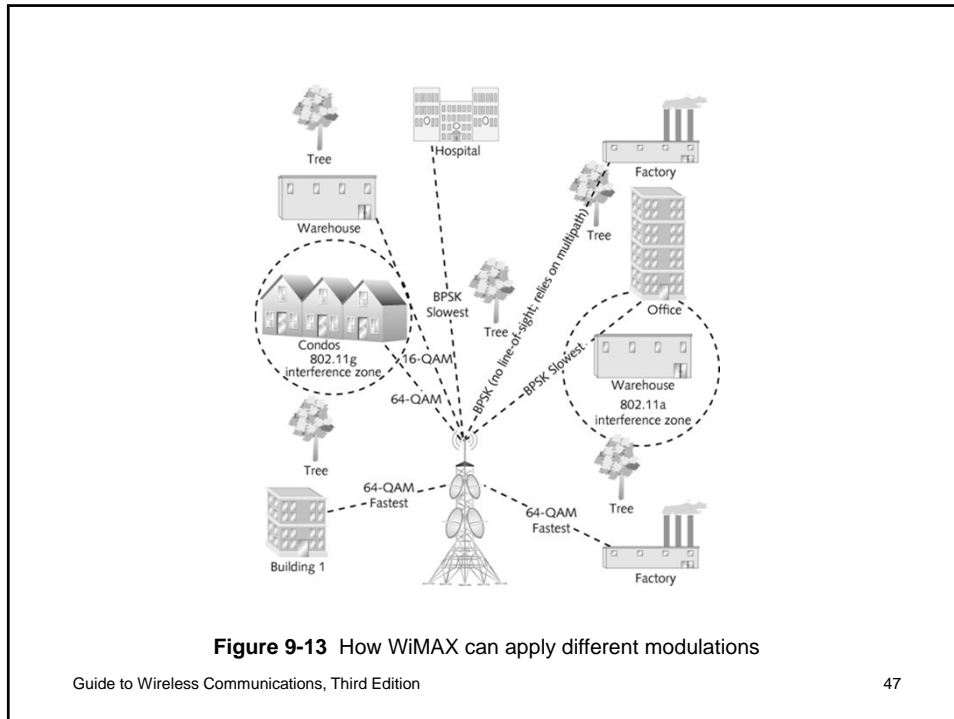 Tree
Hospital
Factory
Warehouse
Tree
Office
BPSK
Slowest
Tree
BPSK (no line-of-sight; relies on multipath)
Condos
802.11g
interference zone
16-QAM
64-QAM
BPSK Slowest
Warehouse
802.11a
interference zone
Tree
64-QAM
Fastest
64-QAM
Fastest
Tree
Building 1
Factory
Figure 9-13 How WiMAX can apply different modulations
Guide to Wireless Communications, Third Edition
47